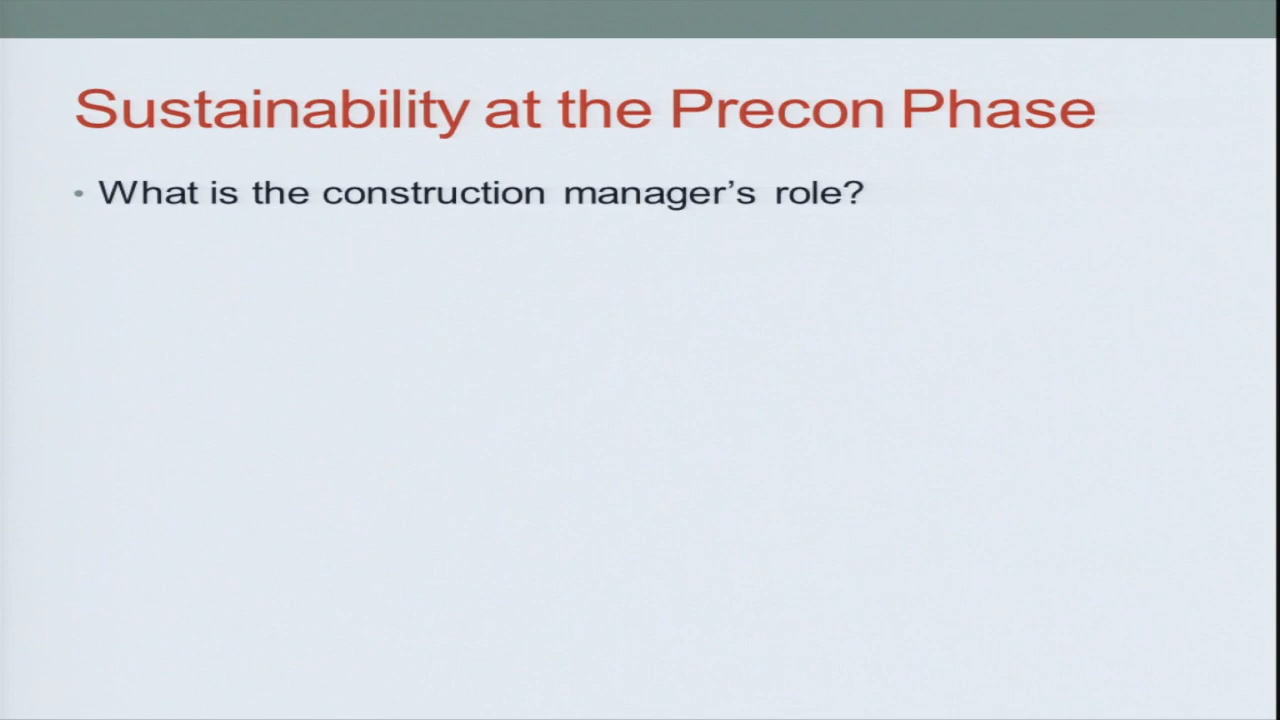 Sustainability at the Precon Phase
• What is the construction manager's role?